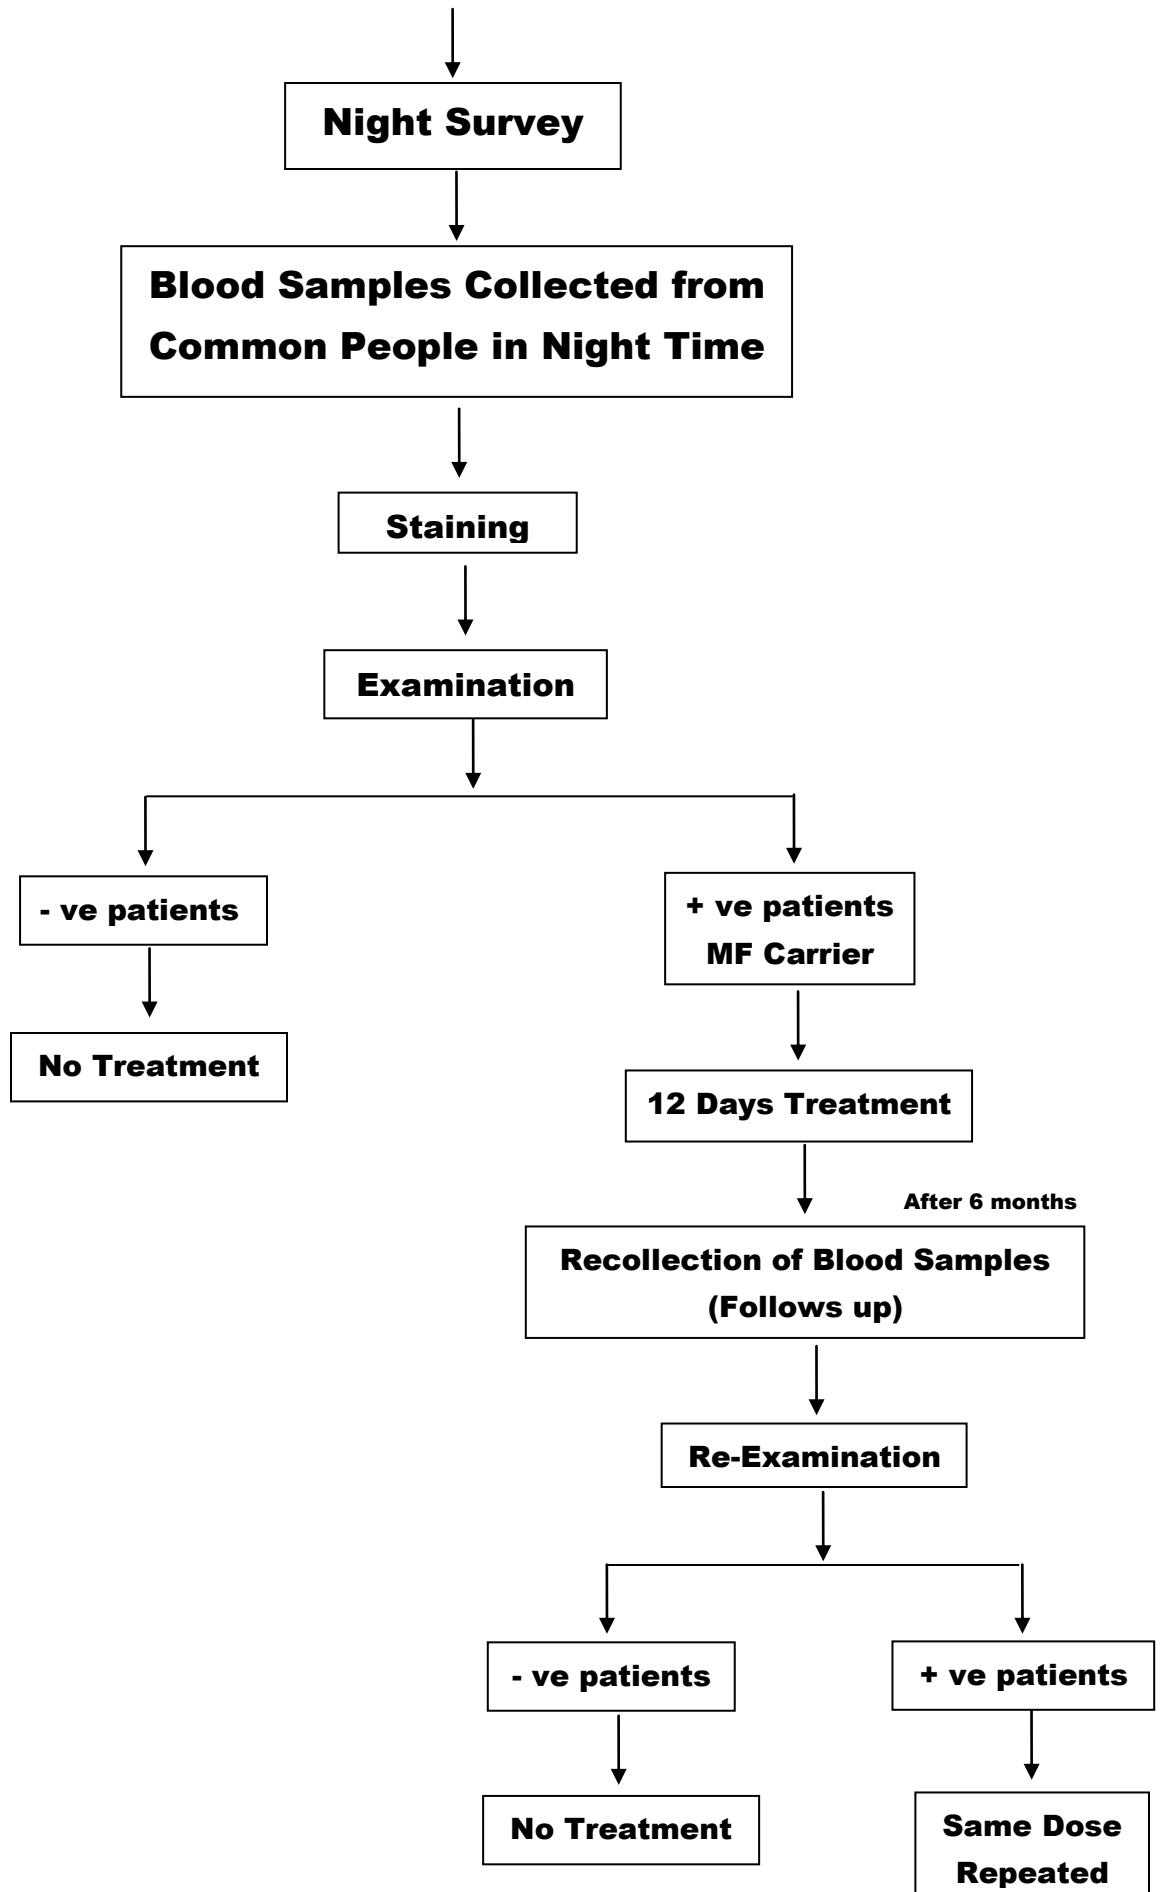 Night Survey
Blood Samples Collected from
Common People in Night Time
Staining
Examination
- ve patients
+ ve patients
MF Carrier
No Treatment
12 Days Treatment
After 6 months
Recollection of Blood Samples
(Follows up)
Re-Examination
- ve patients
+ ve patients
No Treatment
Same Dose
Repeated